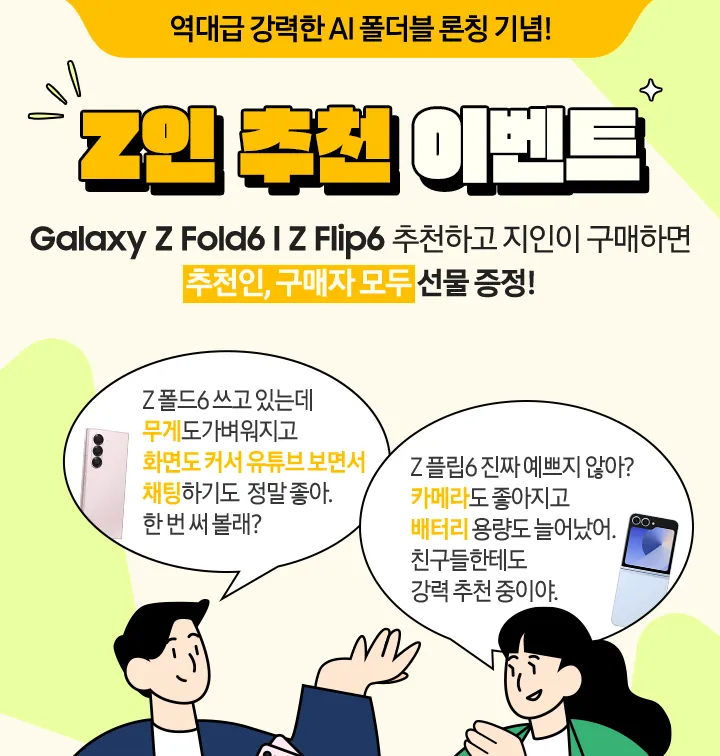 역대급 강력한 AI 폴더블 론칭 기념!
Z인 추천 이벤트
Galaxy Z Fold6 I Z Flip6 추천하고 지인이 구매하면
추천인, 구매자 모두 선물 증정!
Z 폴드6 쓰고 있는데
무게도가벼워지고
화면도 커서 유튜브 보면서
채팅하기도 정말 좋아.
한 번 써 볼래?
Z 플립6 진짜 예쁘지 않아?
카메라도 좋아지고
배터리 용량도 늘어났어.
친구들한테도
강력 추천 중이야.